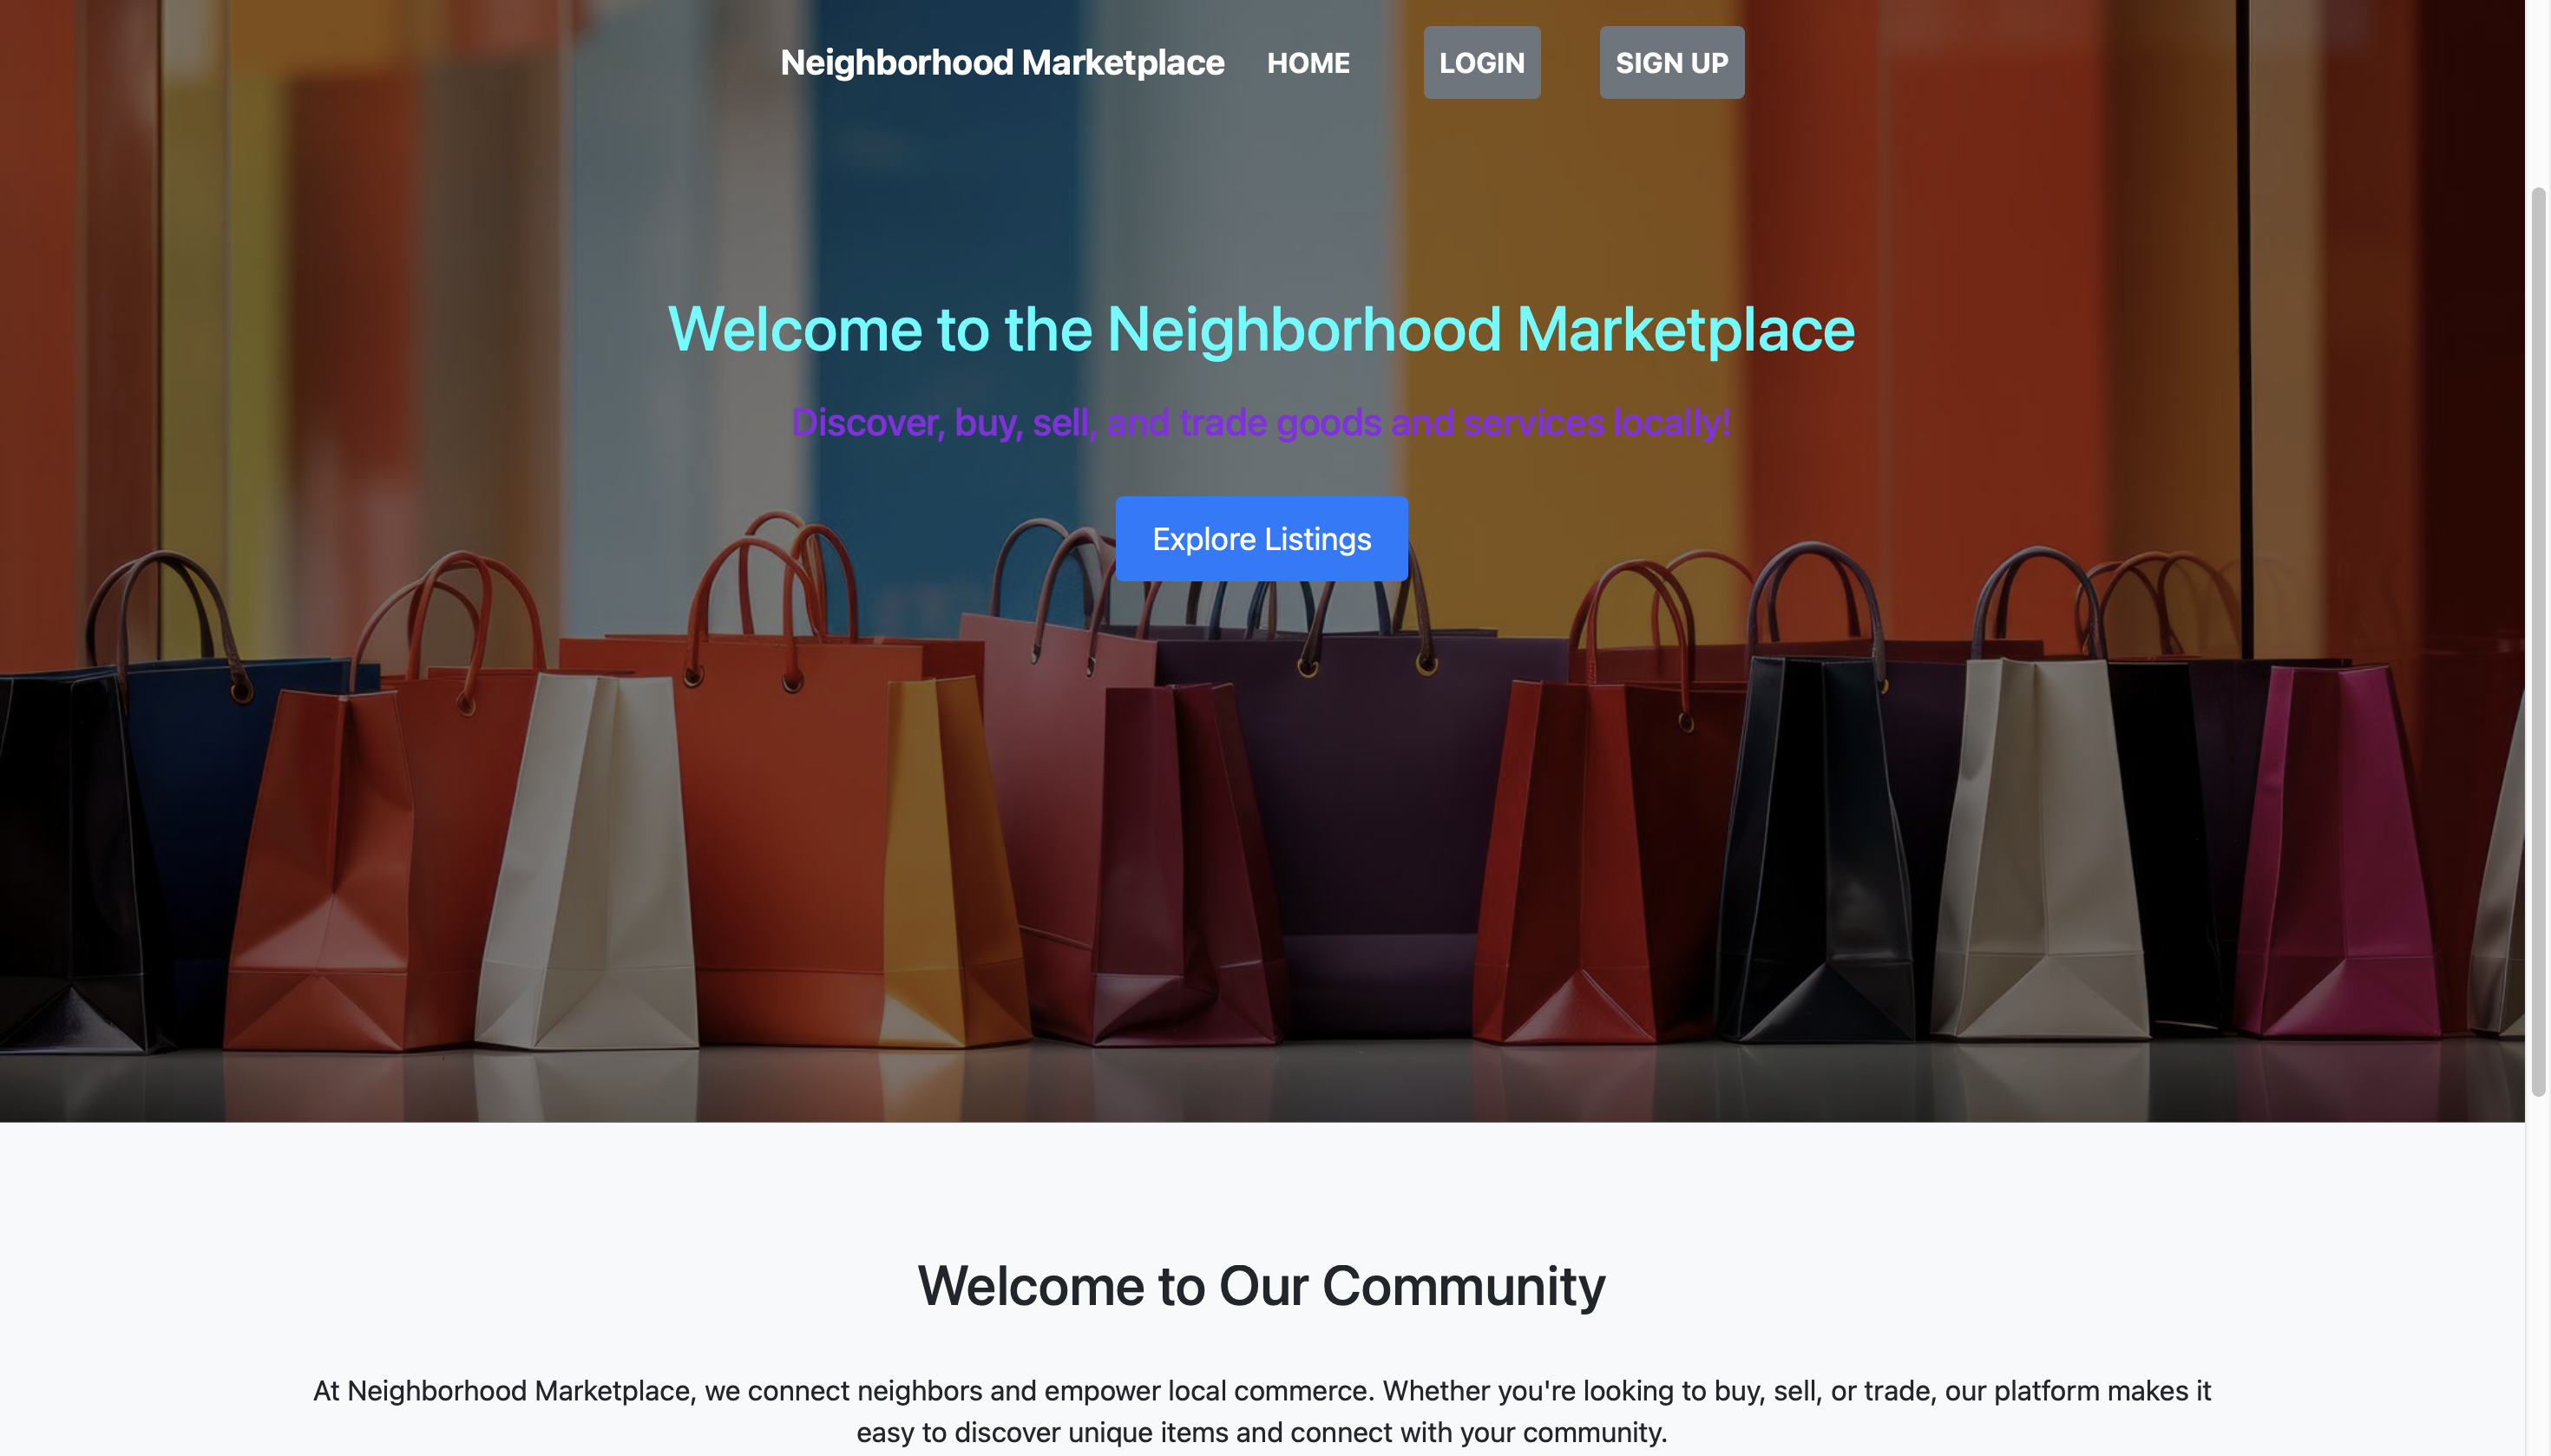 Neighborhood Marketplace HOME LOGIN SIGN UP
Welcome to the Neighborhood Marketplace
Discover, buy, sell, and trade goods and services locally!
Explore Listings
Welcome to Our Community
At Neighborhood Marketplace, we connect neighbors and empower local commerce. Whether you're looking to buy, sell, or trade, our platform makes it
easy to discover unique items and connect with your community.